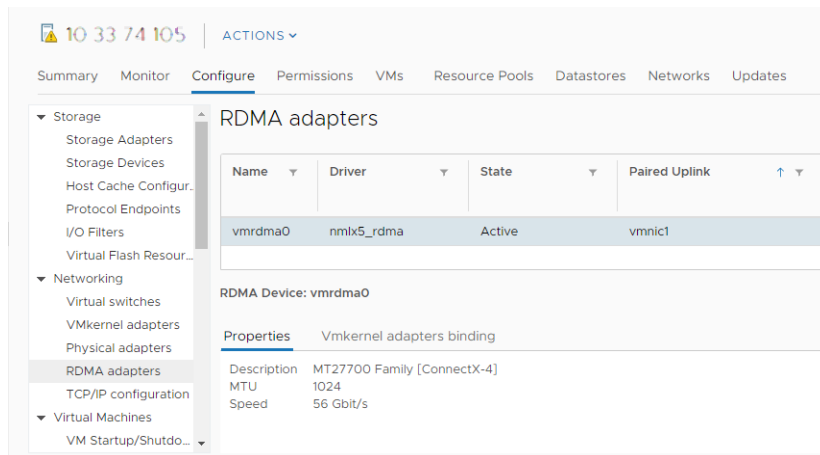 10 33 74 105 ACTIONS
Summary Monitor Configure Permissions VMs Resource Pools Datastores Networks Updates
Storage
Storage Adapters
Storage Devices
Host Cache Configur..
Protocol Endpoints
I/O Filters
Virtual Flash Resour...
Networking
Virtual switches
VMkernel adapters
Physical adapters
RDMA adapters
TCP/IP configuration
Virtual Machines
VM Startup/Shutdo...
RDMA adapters
Name Driver State Paired Uplink
vmrdma0 nmlx5_rdma Active vmnic1
RDMA Device: vmrdma0
Properties Vmkernel adapters binding
Description MT27700 Family [ConnectX-4]
MTU 1024
Speed 56 Gbit/s